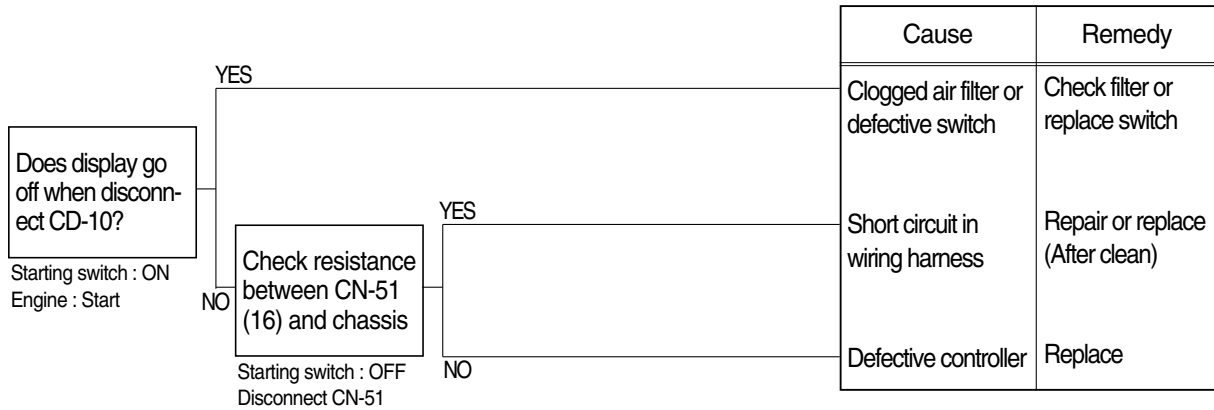 Cause
Remedy
YES
Clogged air filter or
defective switch
Check filter or
replace switch
Does display go
off when disconn-
ect CD-10?
Starting switch : ON
Engine : Start
NO
YES
Check resistance
between CN-51
(16) and chassis
Starting switch : OFF
Disconnect CN-51
Short circuit in
wiring harness
Repair or replace
(After clean)
NO
Defective controller
Replace